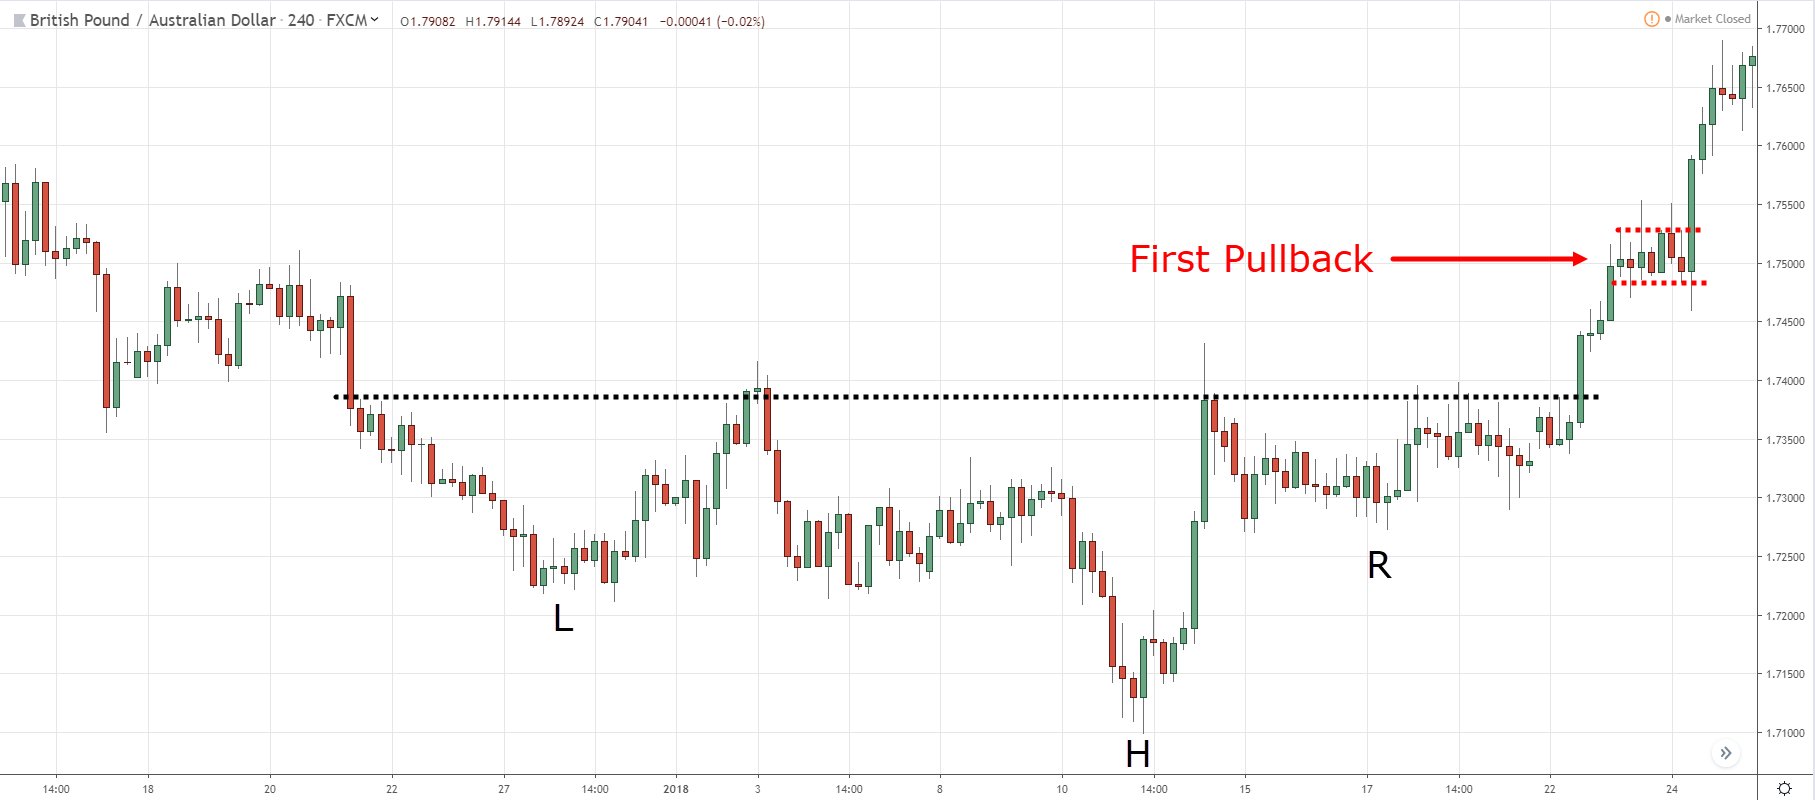 British Pound / Australian Dollar · 240 · FXCM O1.79082 H1.79144 L1.78924 C1.79041 −0.00041 (−0.02%)
Market Closed
1.77000
1.76500
1.76000
1.75500
First Pullback
1.75000
1.74500
1.74000
1.73500
1.73000
1.72500
R
L
1.72000
1.71500
1.71000
H
14:00 18 20 22 27 14:00 2018 3 14:00 8 10 14:00 15 17 14:00 22 24